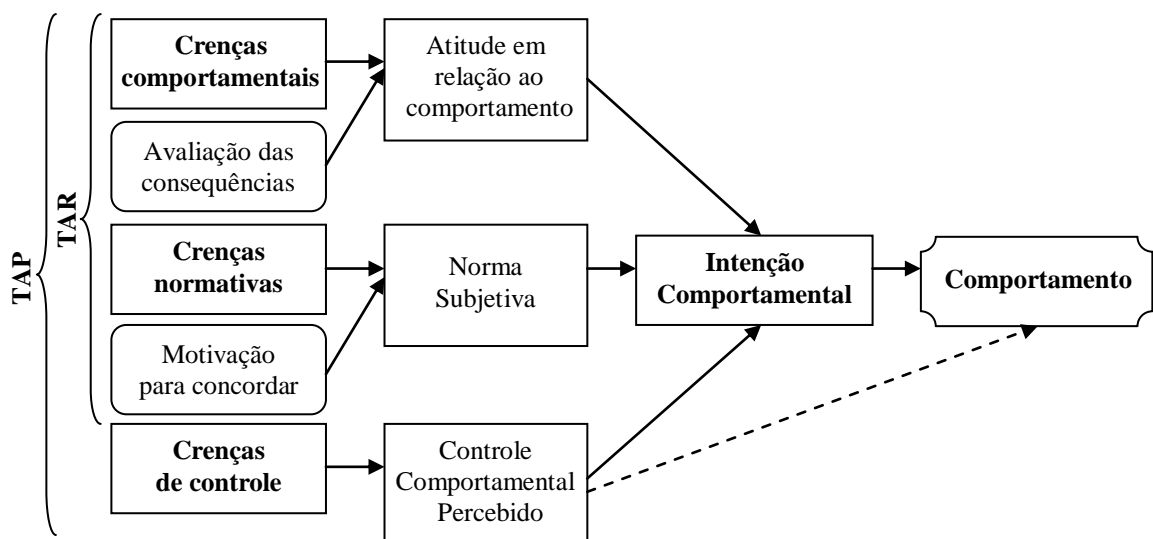 TAP
TAR
Crenças
comportamentais
Avaliação das
consequências
Crenças
normativas
Motivação
para concordar
Crenças
de controle
Atitude em
relação ao
comportamento
Norma
Subjetiva
Controle
Comportamental
Percebido
Intenção
Comportamental
Comportamento